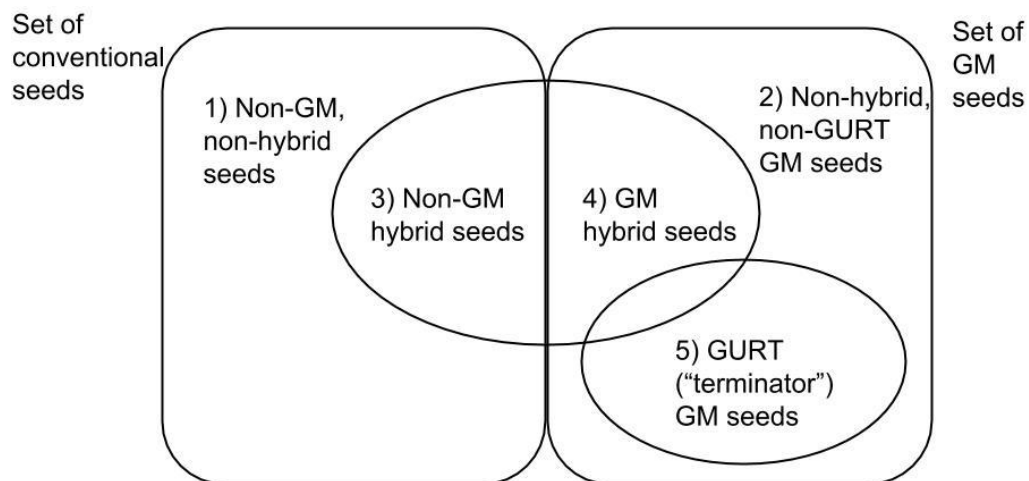 Set of
conventional
seeds
Set of
GM
seeds
1) Non-GM,
non-hybrid
seeds
2) Non-hybrid,
non-GURT
GM seeds
3) Non-GM
hybrid seeds
4) GM
hybrid seeds
5) GURT
(“terminator”)
GM seeds